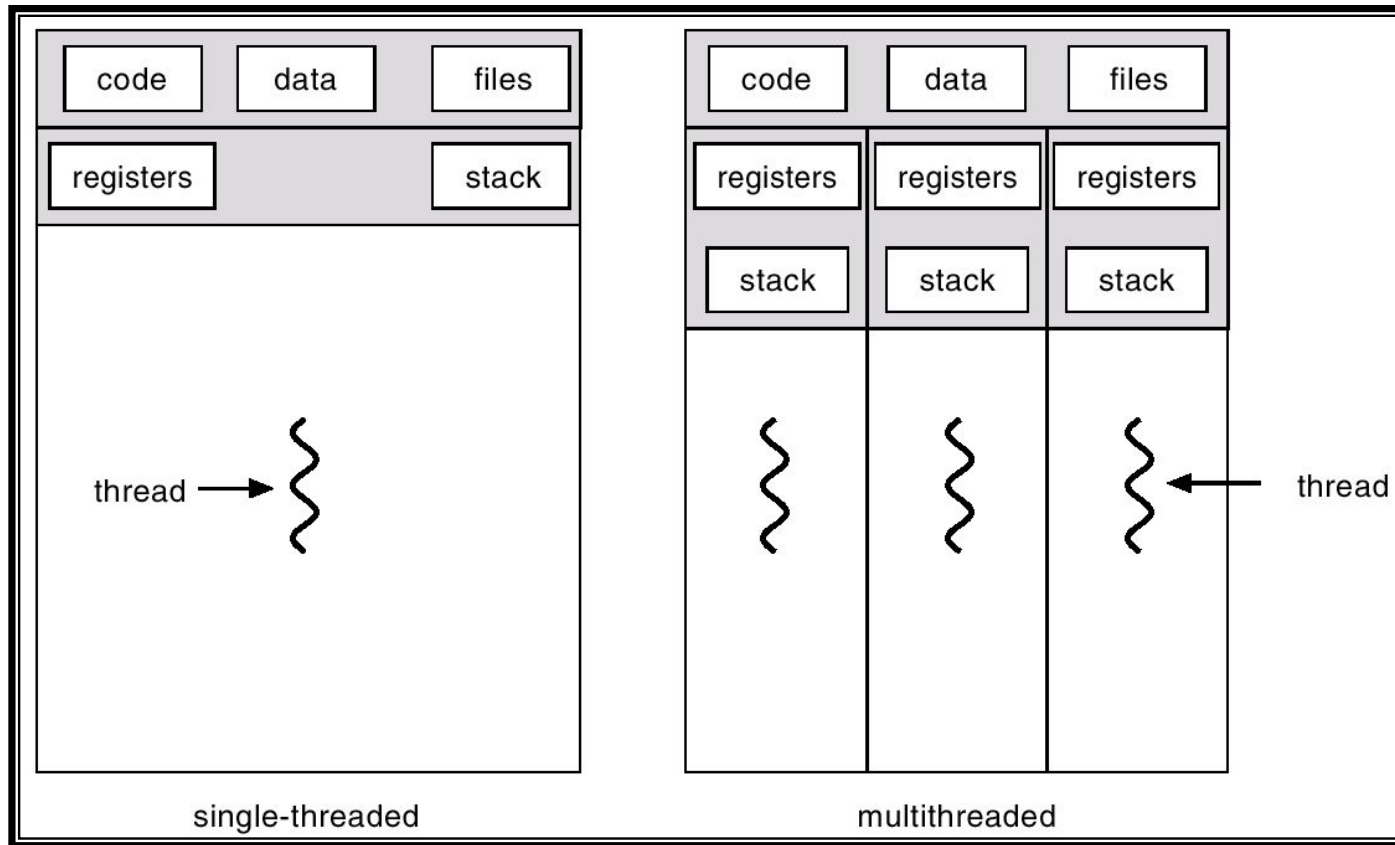 code data files code data files
registers stack registers registers registers
stack stack stack
thread thread
single-threaded multithreaded